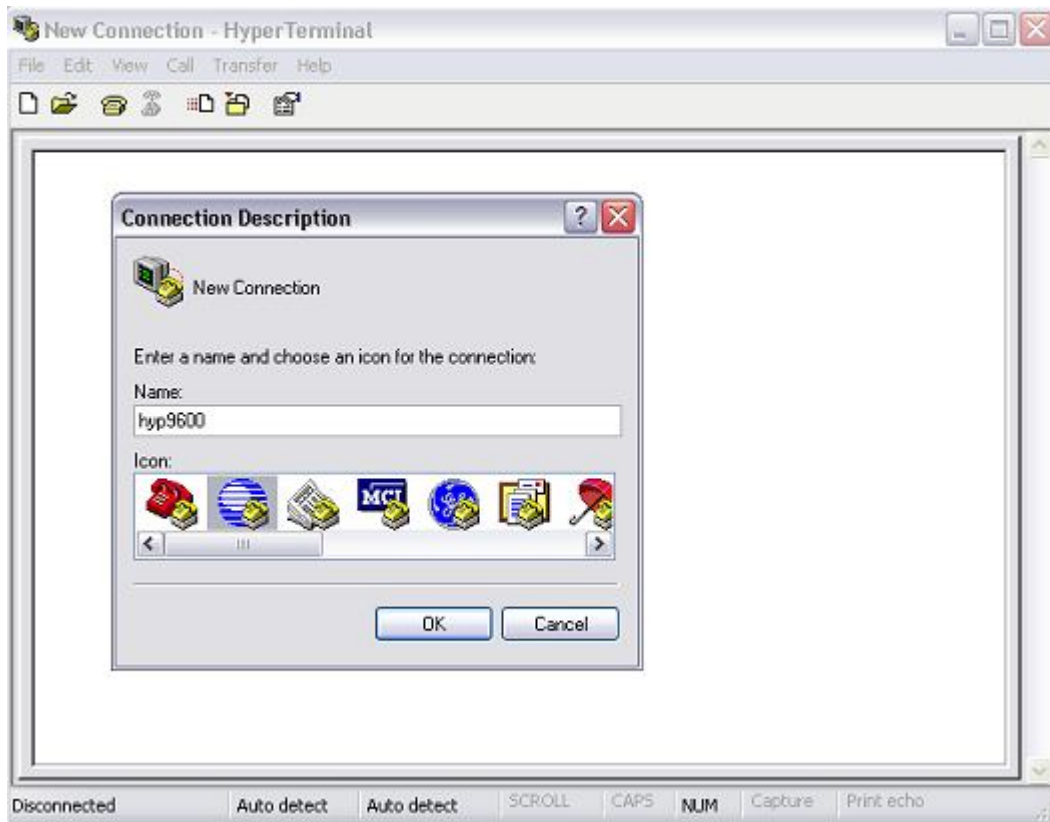 New Connection - HyperTerminal
File Edit View Call Transfer Help
Connection Description
?
New Connection
Enter a name and choose an icon for the connection:
Name:
hyp9600
Icon:
MCI
OK Cancel
Disconnected Auto detect Auto detect SCROLL CAPS NUM Capture Print echo